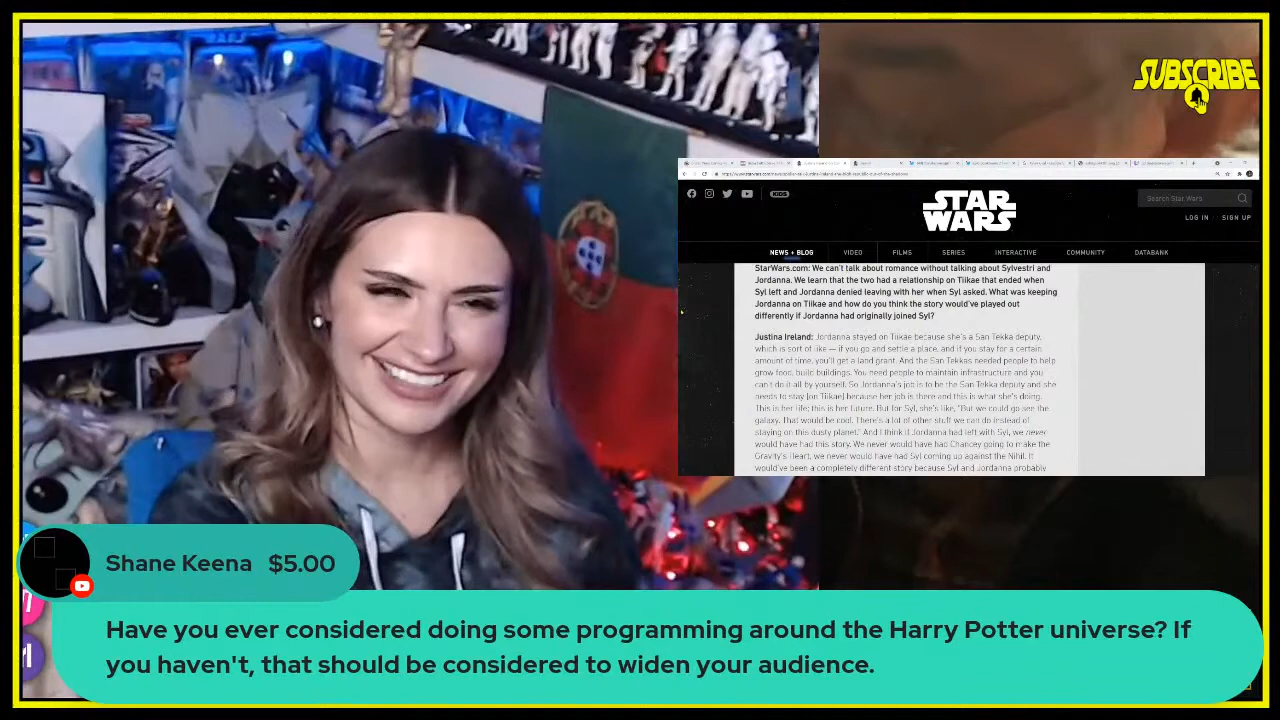 SUBSCRIBE
KIDS
STAR
WARS
Search Star Wars
LOG IN
SIGN UP
NEWS + BLOG
VIDEO
FILMS
SERIES
INTERACTIVE
COMMUNITY
DATABANK
StarWars.com: We can't talk about romance without talking about Sylvestri and
Jordanna. We learn that the two had a relationship on Tiikae that ended when
Syl left and Jordanna denied leaving with her when Syl asked. What was keeping
Jordanna on Tiikae and how do you think the story would've played out
differently if Jordanna had originally joined Syl?
Justina Ireland: Jordanna stayed on Tiikae because she's a San Tekka deputy,
which is sort of like — if you go and settle a place, and if you stay for a certain
amount of time, you'll get a land grant. And the San Tekkas needed people to help
grow food, build buildings. You need people to maintain infrastructure and you
can't do it all by yourself. So Jordanna's job is to be the San Tekka deputy and she
needs to stay [on Tiikae] because her job is there and this is what she's doing.
This is her life; this is her future. But for Syl, she's like, "But we could go see the
galaxy. That would be cool. There's a lot of other stuff we can do instead of
staying on this dusty planet." And I think if Jordanna had left with Syl, we never
would have had this story. We never would have had Chancey going to make the
Gravity's Heart, we never would have had Syl coming up against the Nihil. It
would've been a completely different story because Syl and Jordanna probably
Shane Keena $5.00
Have you ever considered doing some programming around the Harry Potter universe? If
you haven't, that should be considered to widen your audience.